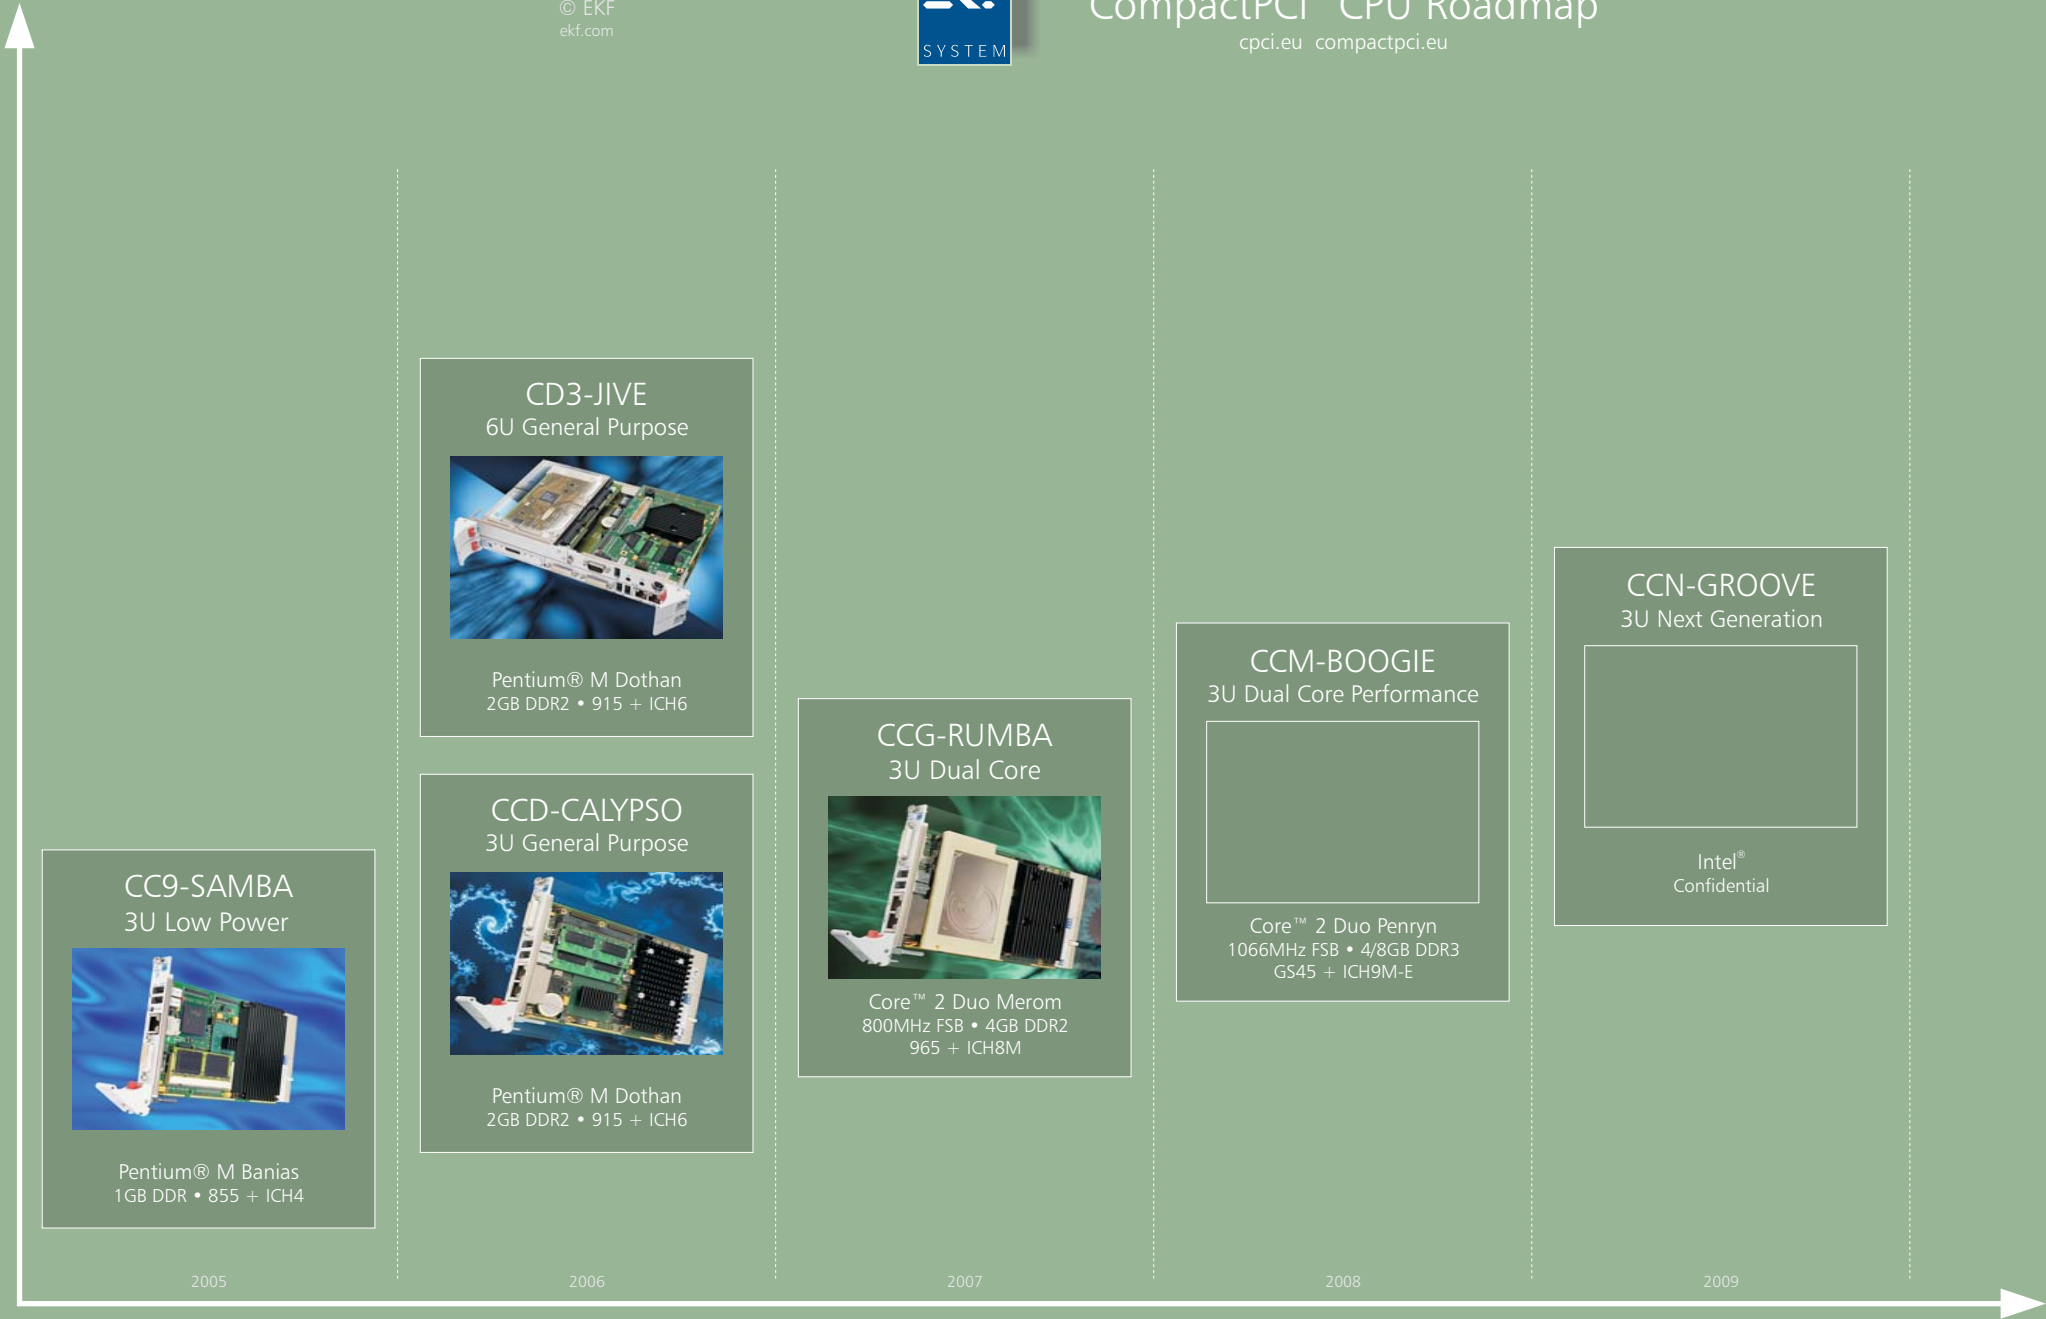 © EKF
ekf.com
SYSTEM
CompactPCI CPU Roadmap
cpci.eu compactpci.eu
CD3-JIVE
6U General Purpose
Pentium® M Dothan
2GB DDR2 • 915 + ICH6
CCD-CALYPSO
3U General Purpose
Pentium® M Dothan
2GB DDR2 • 915 + ICH6
CC9-SAMBA
3U Low Power
Pentium® M Banias
1GB DDR • 855 + ICH4
CCG-RUMBA
3U Dual Core
Core™ 2 Duo Merom
800MHz FSB • 4GB DDR2
965 + ICH8M
CCM-BOOGIE
3U Dual Core Performance
Core™ 2 Duo Penryn
1066MHz FSB • 4/8GB DDR3
GS45 + ICH9M-E
CCN-GROOVE
3U Next Generation
Intel®
Confidential
2005
2006
2007
2008
2009